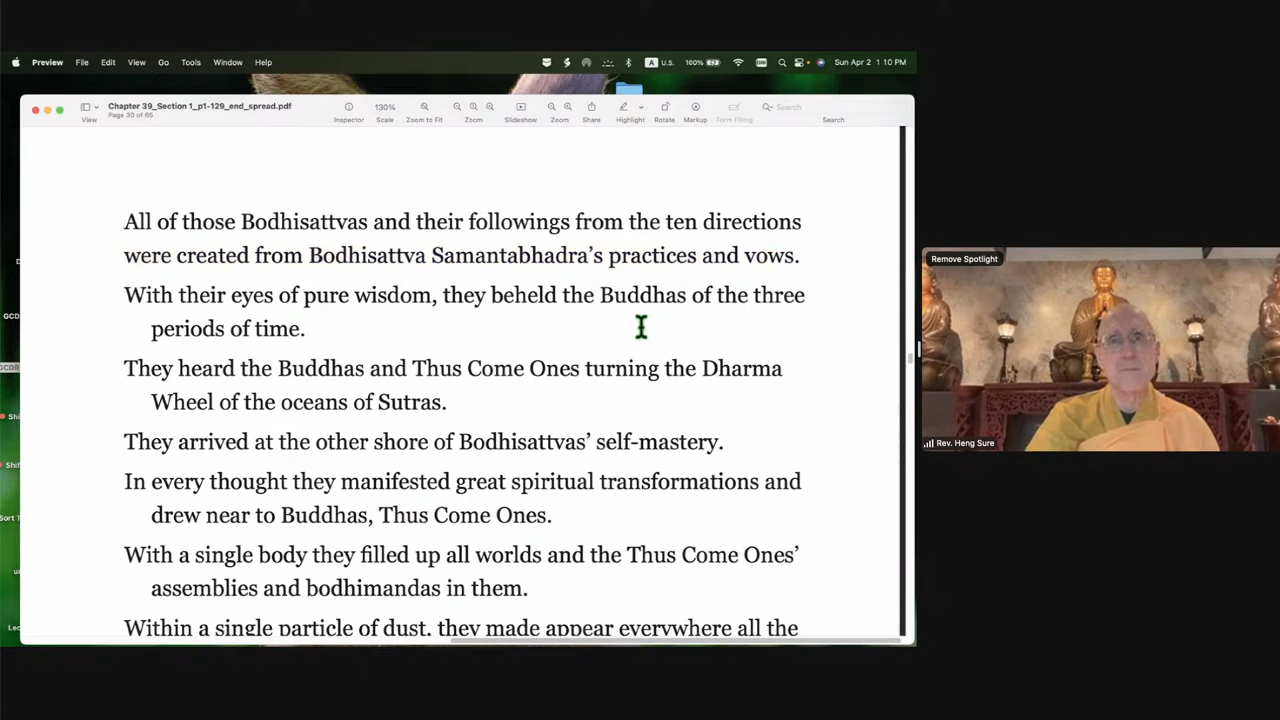 Preview File Edit View Go Tools Window Help
100% U.S. Sun Apr 2 1:10 PM
Chapter 39_Section 1_p1-129_end_spread.pdf
Page 30 of 65
130%
Search
View Inspector Scale Zoom to Fit Zoom Slideshow Zoom Share Highlight Rotate Markup Form Filling Search
All of those Bodhisattvas and their followings from the ten directions
were created from Bodhisattva Samantabhadra’s practices and vows.
With their eyes of pure wisdom, they beheld the Buddhas of the three
periods of time.
They heard the Buddhas and Thus Come Ones turning the Dharma
Wheel of the oceans of Sutras.
They arrived at the other shore of Bodhisattvas’ self-mastery.
In every thought they manifested great spiritual transformations and
drew near to Buddhas, Thus Come Ones.
With a single body they filled up all worlds and the Thus Come Ones’
assemblies and bodhimandas in them.
Within a single particle of dust, they made appear everywhere all the
Remove Spotlight
Rev. Heng Sure